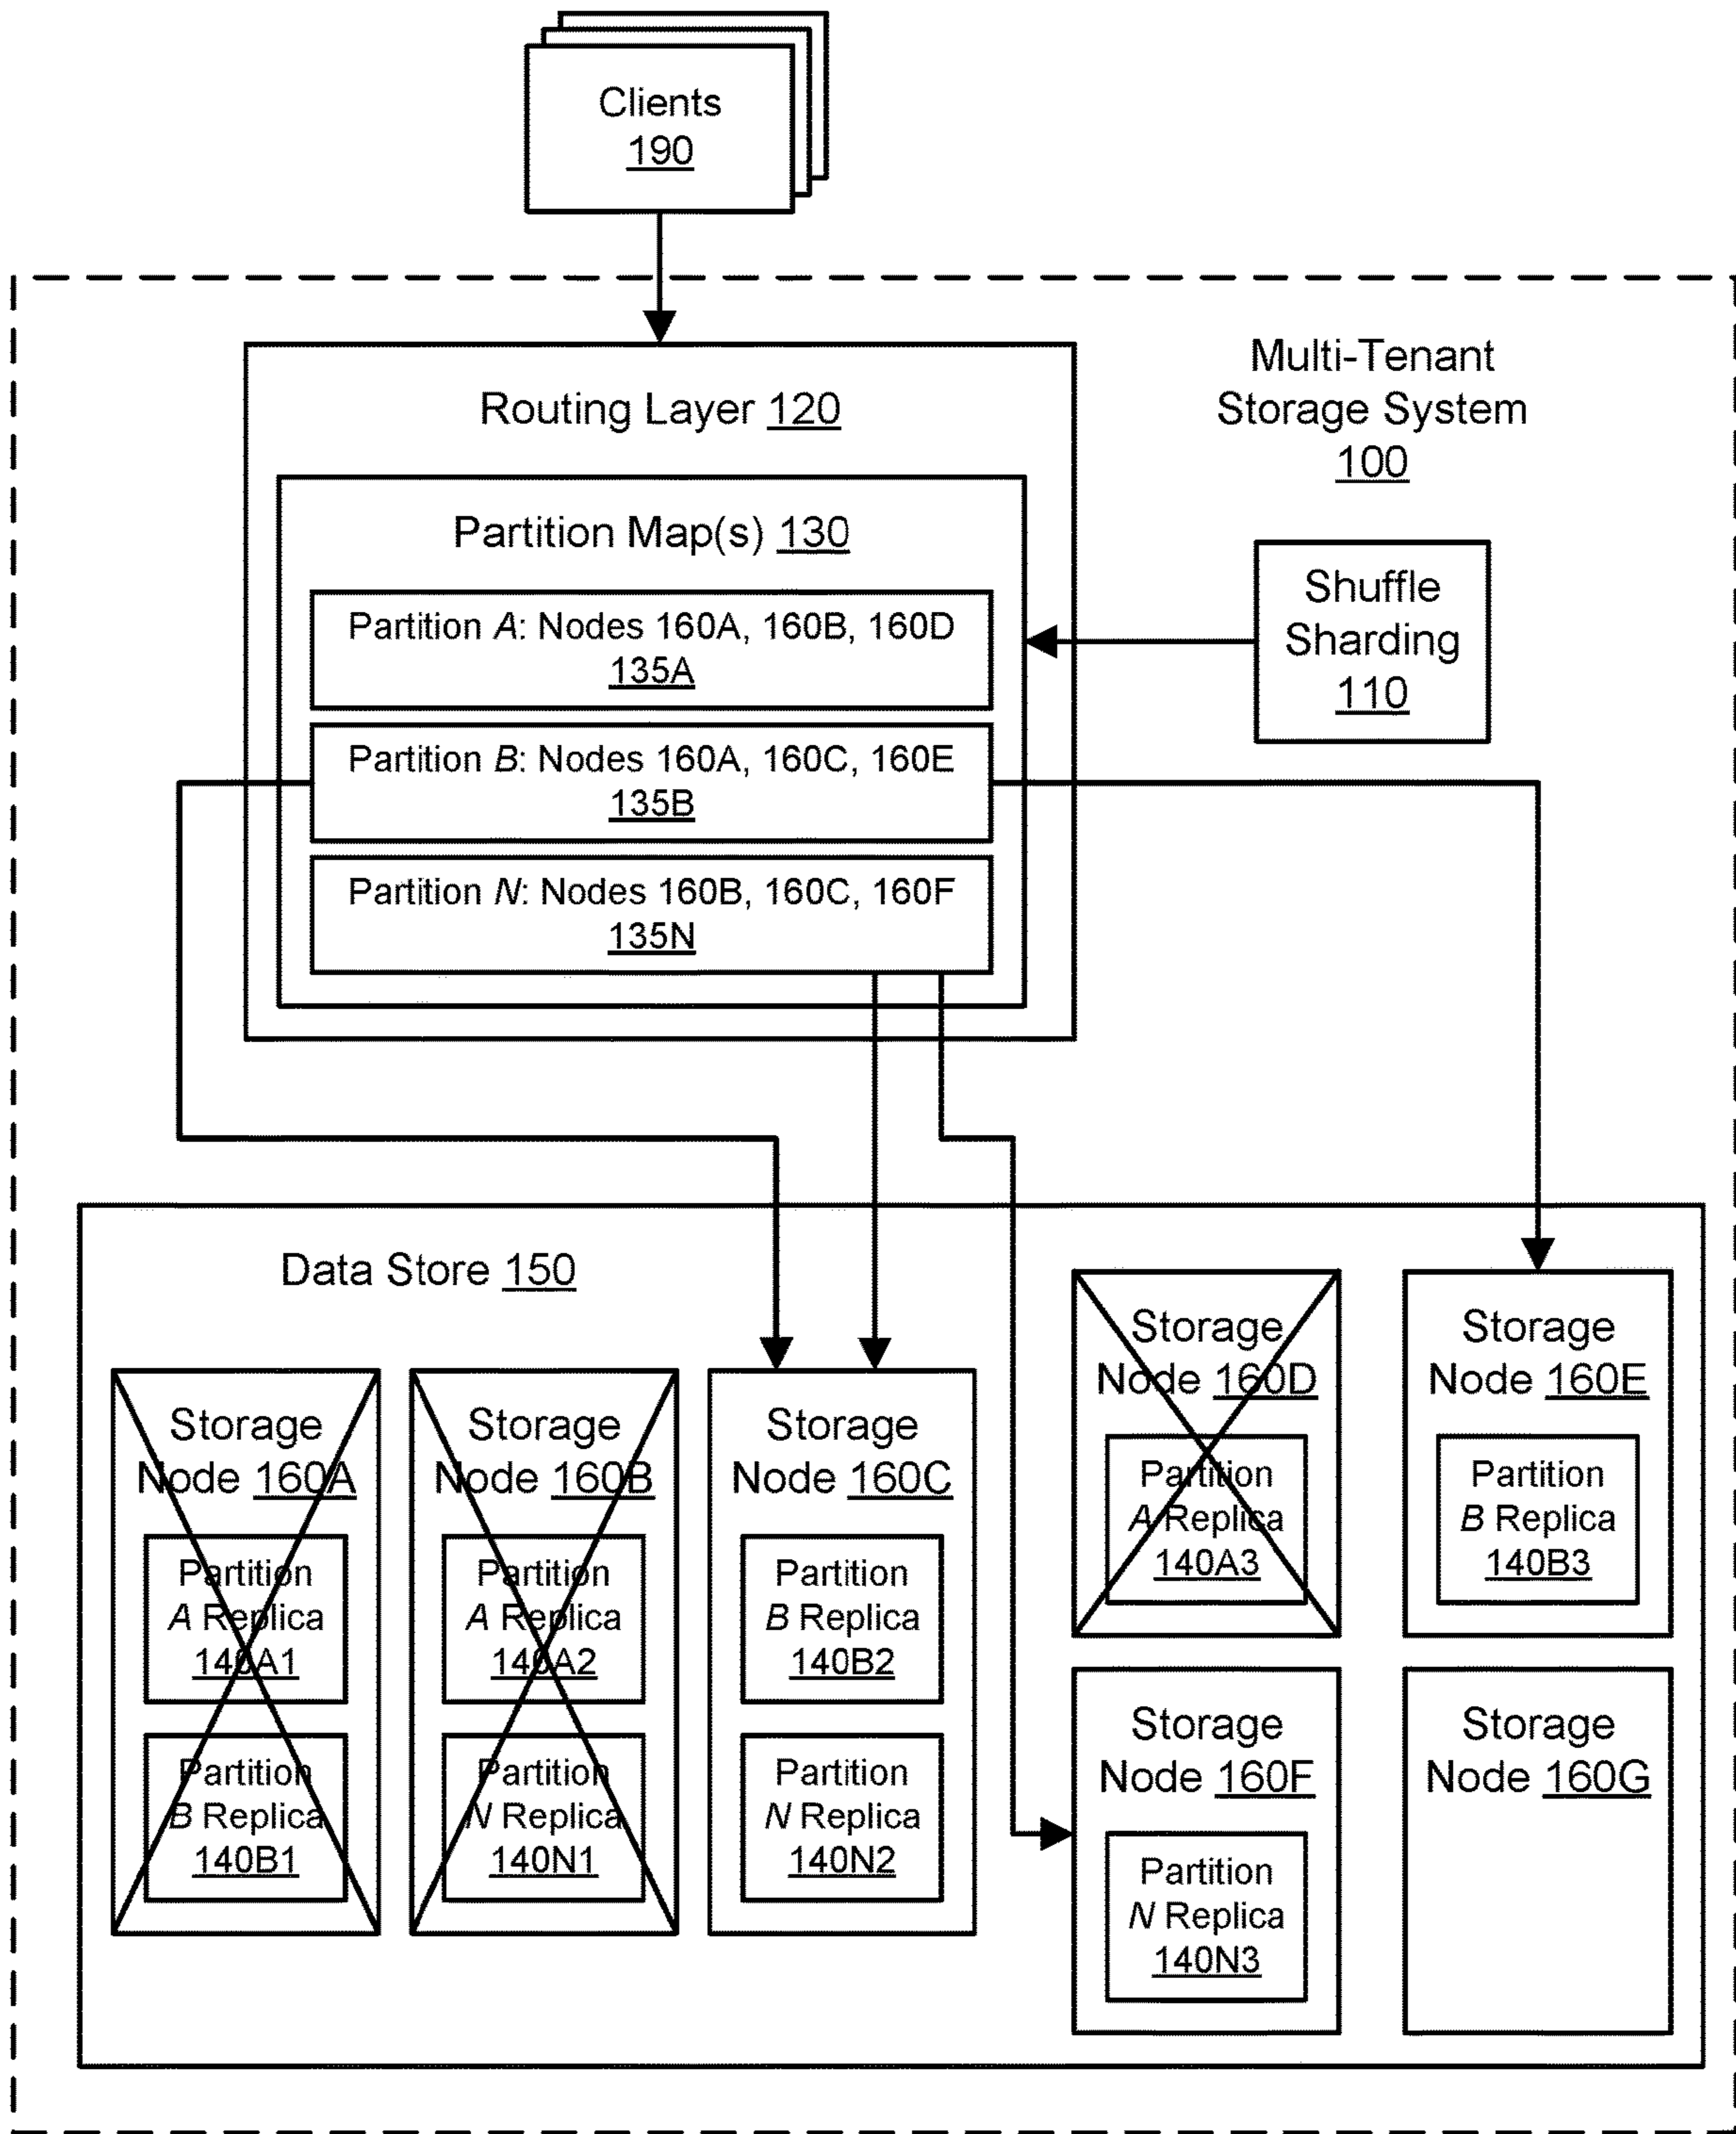 Clients
190
Multi-Tenant
Storage System
100
Routing Layer 120
Partition Map(s) 130
Partition A: Nodes 160A, 160B, 160D
135A
Partition B: Nodes 160A, 160C, 160E
135B
Partition N: Nodes 160B, 160C, 160F
135N
Shuffle
Sharding
110
Data Store 150
Storage
Node 160A
Partition
A Replica
140A1
Partition
B Replica
140B1
Storage
Node 160B
Partition
A Replica
140A2
Partition
N Replica
140N1
Storage
Node 160C
Partition
B Replica
140B2
Partition
N Replica
140N2
Storage
Node 160D
Partition
A Replica
140A3
Storage
Node 160E
Partition
B Replica
140B3
Storage
Node 160F
Partition
N Replica
140N3
Storage
Node 160G